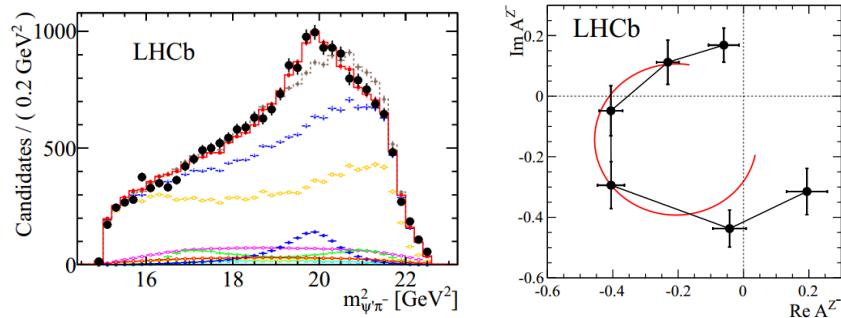 LHCb
Candidates / ( 0.2 GeV² )
1000
500
0
16 18 20 22
m²_ψ'π⁻ [GeV²]
LHCb
Im A^Z⁻
0.2
0
-0.2
-0.4
-0.6
-0.6 -0.4 -0.2 0 0.2
Re A^Z⁻